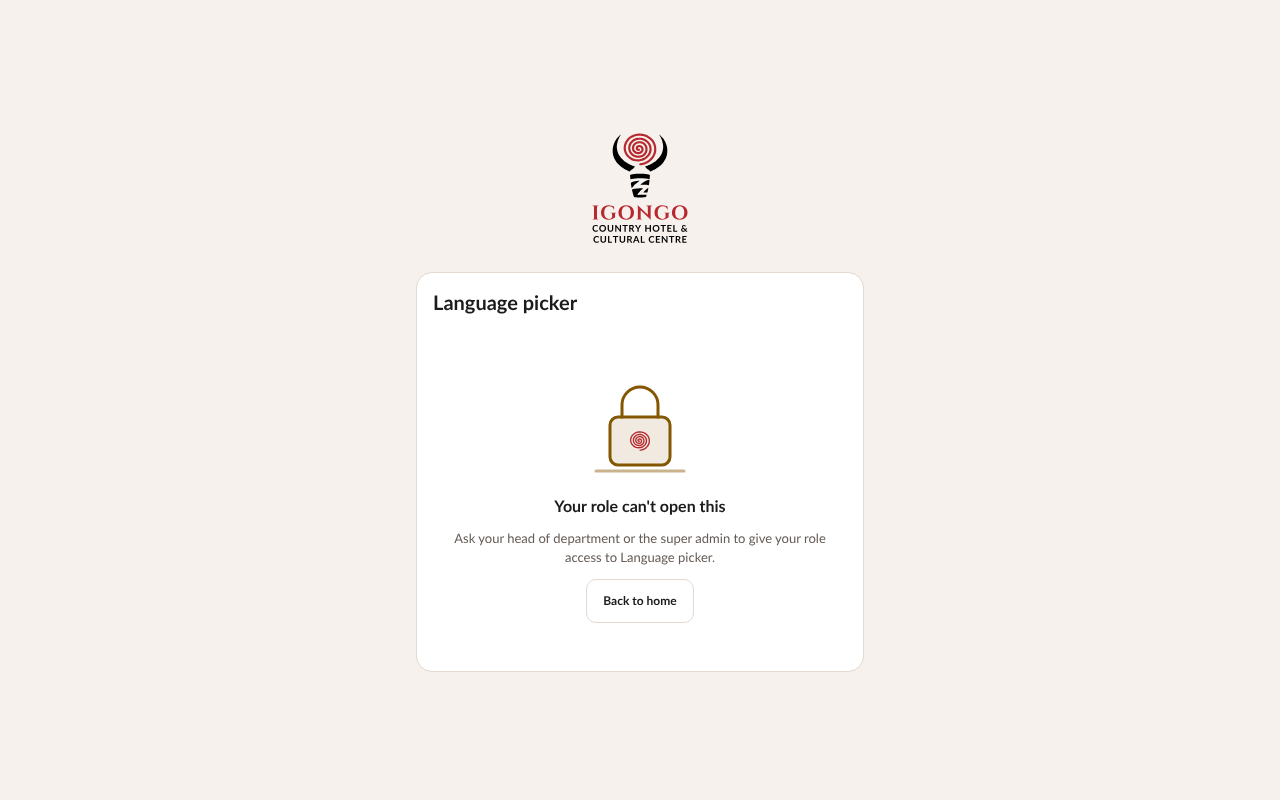 IGONGO
COUNTRY HOTEL &
CULTURAL CENTRE
Language picker
Your role can't open this
Ask your head of department or the super admin to give your role
access to Language picker.
Back to home